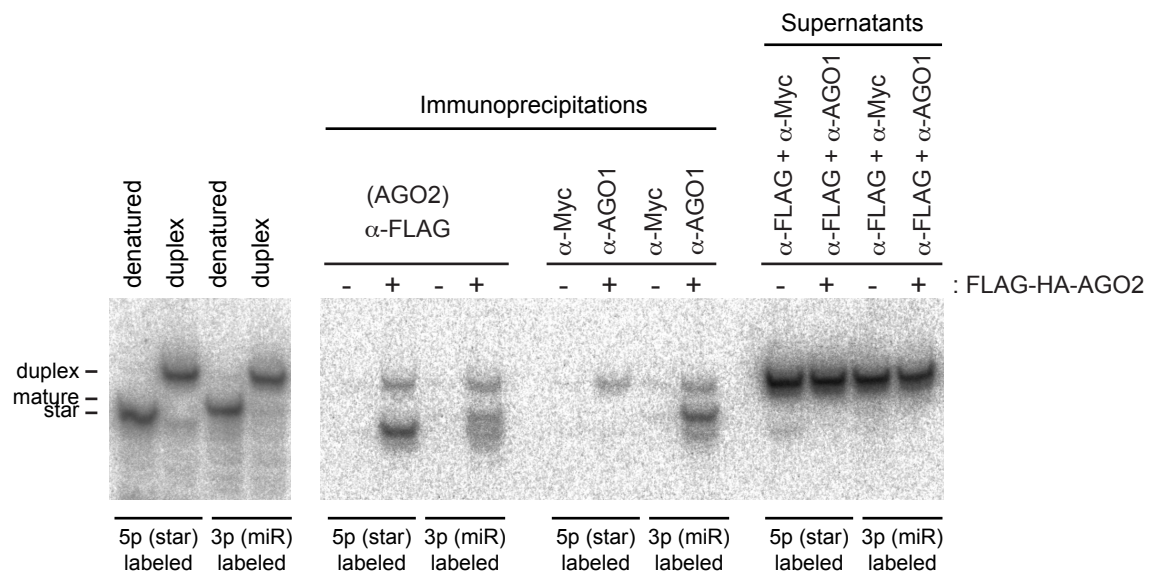 Supernatants
Immunoprecipitations
denatured
duplex
denatured
duplex
(AGO2)
α-FLAG
α-Myc
α-AGO1
α-Myc
α-AGO1
α-FLAG + α-Myc
α-FLAG + α-AGO1
α-FLAG + α-Myc
α-FLAG + α-AGO1
- + - + - + - + - + - + : FLAG-HA-AGO2
duplex
mature
star
5p (star)
labeled
3p (miR)
labeled
5p (star)
labeled
3p (miR)
labeled
5p (star)
labeled
3p (miR)
labeled
5p (star)
labeled
3p (miR)
labeled